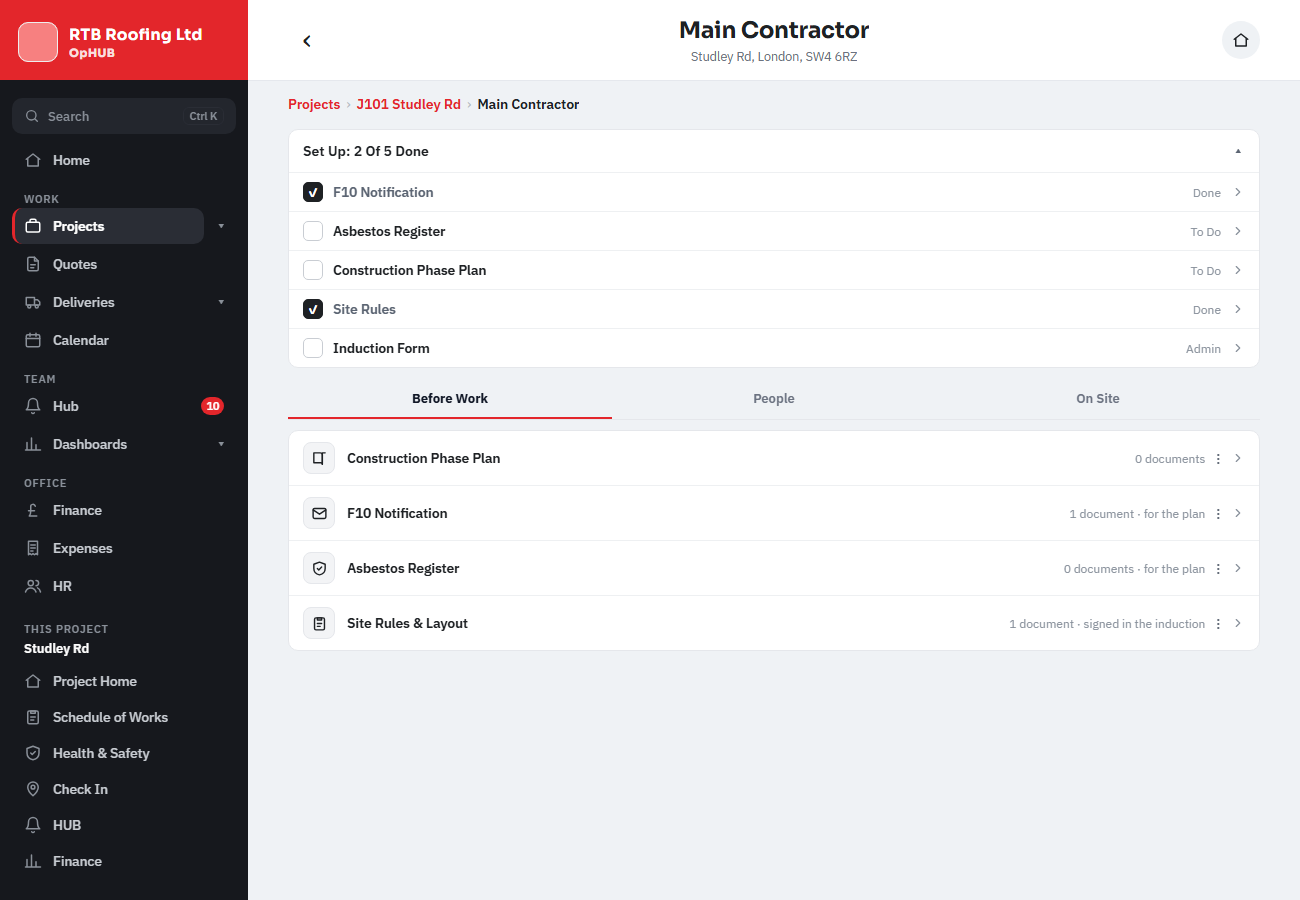 RTB Roofing Ltd
OpHUB
Search Ctrl K
Home
WORK
Projects
Quotes
Deliveries
Calendar
TEAM
Hub 10
Dashboards
OFFICE
Finance
Expenses
HR
THIS PROJECT
Studley Rd
Project Home
Schedule of Works
Health & Safety
Check In
HUB
Finance
Main Contractor
Studley Rd, London, SW4 6RZ
Projects › J101 Studley Rd › Main Contractor
Set Up: 2 Of 5 Done
F10 Notification Done
Asbestos Register To Do
Construction Phase Plan To Do
Site Rules Done
Induction Form Admin
Before Work People On Site
Construction Phase Plan 0 documents
F10 Notification 1 document · for the plan
Asbestos Register 0 documents · for the plan
Site Rules & Layout 1 document · signed in the induction